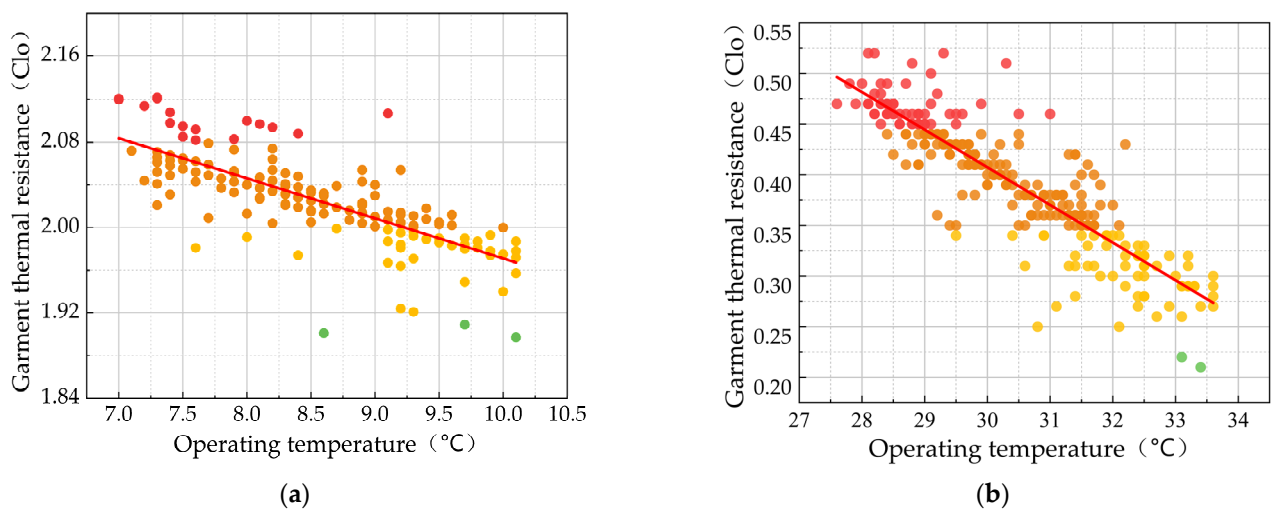 Garment thermal resistance（Clo）
2.16
2.08
2.00
1.92
1.84
7.0 7.5 8.0 8.5 9.0 9.5 10.0 10.5
Operating temperature（°C）
(a)
Garment thermal resistance（Clo）
0.55
0.50
0.45
0.40
0.35
0.30
0.25
0.20
27 28 29 30 31 32 33 34
Operating temperature（°C）
(b)